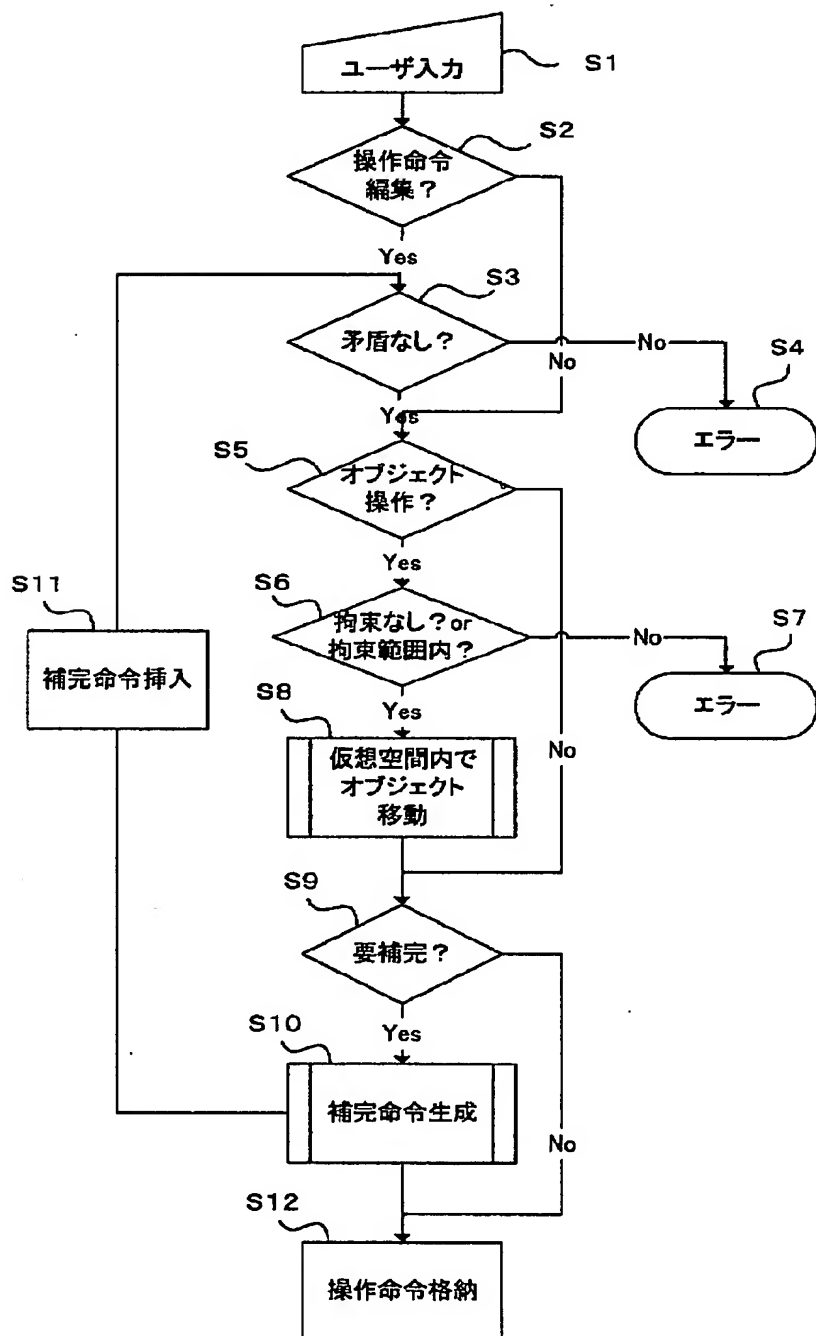 ユーザ入力
S1
S2
操作命令
編集？
Yes
S3
矛盾なし？
No
No
S4
エラー
Yes
S5
オブジェクト
操作？
Yes
S11
補完命令挿入
S6
拘束なし？or
拘束範囲内？
No
S7
エラー
Yes
S8
仮想空間内で
オブジェクト
移動
No
S9
要補完？
Yes
S10
補完命令生成
No
S12
操作命令格納